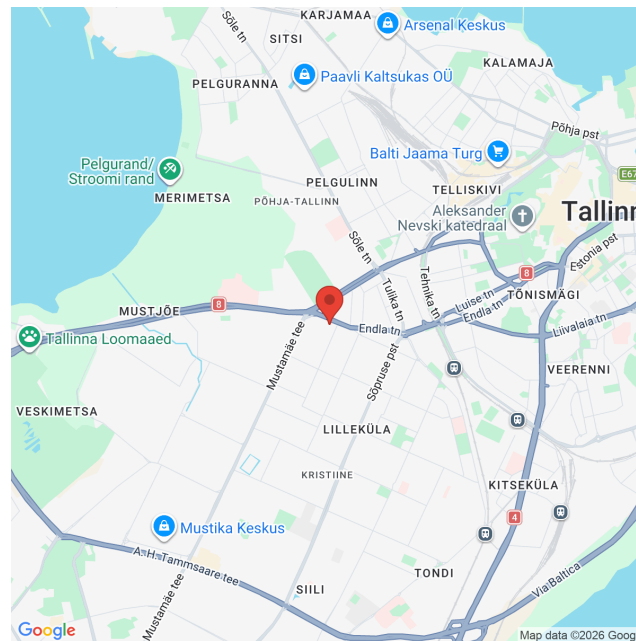 KARJAMAA
Arsenal Keskus
Sõle tn
SITSI
KALAMAJA
Paavli Kaltsukas OÜ
PELGURANNA
Põhja pst
Balti Jaama Turg
Pelgurand/
Stroomi rand
PELGULINN
E67
TELLISKIVI
MERIMETSA
PÕHJA-TALLINN
Aleksander
Nevski katedraal
Tallinn
Sõle tn
Estonia pst
8
Tehnika tn
Tulika tn
TÕNISMÄGI
8
MUSTJÕE
Luise tn
Endla tn
Endla tn
Liivalaia tn
Tallinna Loomaaed
Mustamäe tee
Sõpruse pst
VEERENNI
VESKIMETSA
LILLEKÜLA
KRISTIINE
KITSEKÜLA
4
Mustika Keskus
A.H.Tammsaare tee
TONDI
Via Baltica
SIILI
Mustamäe tee
Google
Map data ©2026 Goog